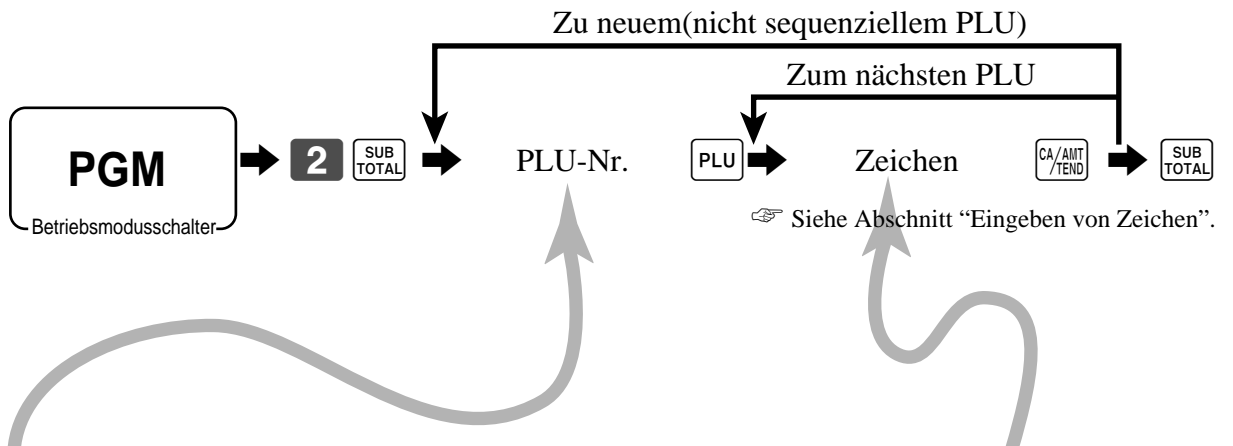 Zu neuem(nicht sequenziellem PLU)
Zum nächsten PLU
PGM
Betriebsmodusschalter
2 SUB TOTAL PLU-Nr. PLU Zeichen CA/AMT/TEND SUB TOTAL
☞ Siehe Abschnitt “Eingeben von Zeichen”.